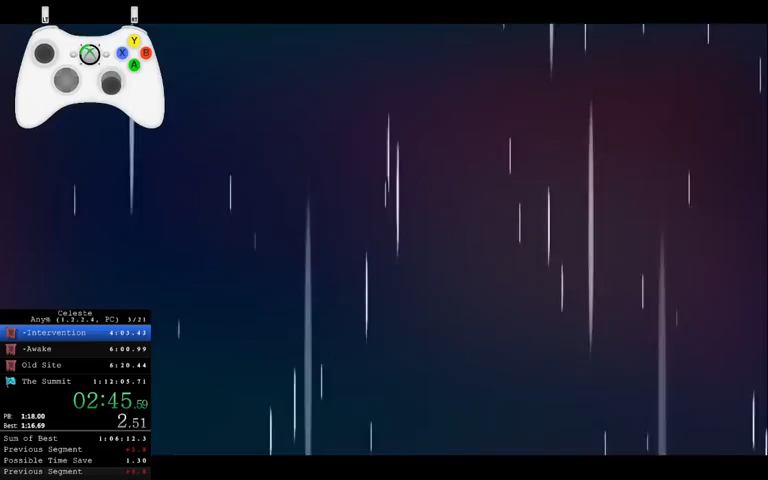 LT
RT
Y
X
B
A
Celeste
Any% (1.2.2.4, PC) 3/21
-Intervention 4:03.43
-Awake 6:00.99
Old Site 6:20.44
The Summit 1:12:05.71
02:45.59
PB: 1:18.00
Best: 1:16.69
2.51
Sum of Best 1:06:12.3
Previous Segment
Possible Time Save 1.30
Previous Segment